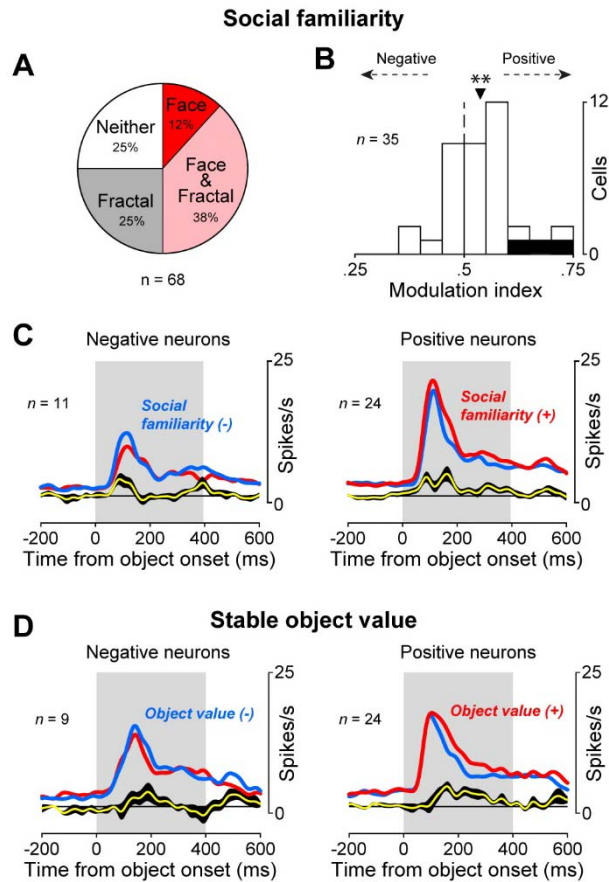 Social familiarity
A
Face
12%
Neither
25%
Face
&
Fractal
38%
Fractal
25%
n = 68
B
Negative
Positive
**
n = 35
12
Cells
0
.25
.5
.75
Modulation index
C
Negative neurons
Positive neurons
25
25
n = 11
Social
familiarity (-)
Spikes/s
n = 24
Social
familiarity (+)
Spikes/s
0
0
-200 0 200 400 600
-200 0 200 400 600
Time from object onset (ms)
Time from object onset (ms)
Stable object value
D
Negative neurons
Positive neurons
25
25
n = 9
Object value (-)
Spikes/s
n = 24
Object value (+)
Spikes/s
0
0
-200 0 200 400 600
-200 0 200 400 600
Time from object onset (ms)
Time from object onset (ms)